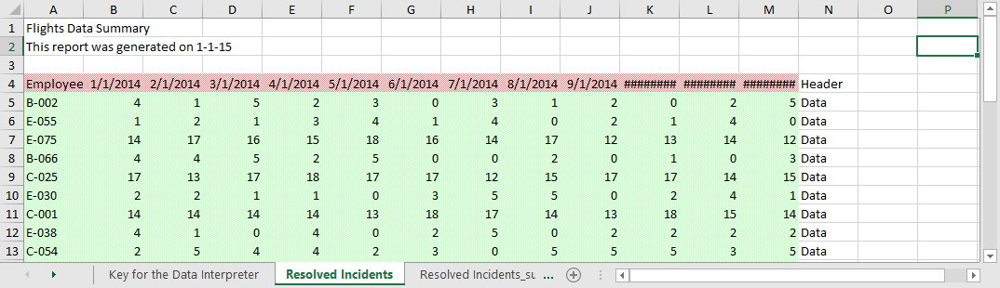 A B C D E F G H I J K L M N O P
1 Flights Data Summary
2 This report was generated on 1-1-15
3
4 Employee 1/1/2014 2/1/2014 3/1/2014 4/1/2014 5/1/2014 6/1/2014 7/1/2014 8/1/2014 9/1/2014 ######## ######## ######## Header
5 B-002 4 1 5 2 3 0 3 1 2 0 2 5 Data
6 E-055 1 2 1 3 4 1 4 0 2 1 4 0 Data
7 E-075 14 17 16 15 18 16 14 17 12 13 14 12 Data
8 B-066 4 4 5 2 5 0 0 2 0 1 0 3 Data
9 C-025 17 13 17 18 17 17 12 15 17 17 14 15 Data
10 E-030 2 2 1 1 0 3 5 5 0 2 4 1 Data
11 C-001 14 14 14 14 13 18 17 14 13 18 15 14 Data
12 E-038 4 1 0 4 0 2 5 0 2 2 2 2 Data
13 C-054 2 5 4 4 2 3 0 5 5 5 3 5 Data
Key for the Data Interpreter Resolved Incidents Resolved Incidents_su ...